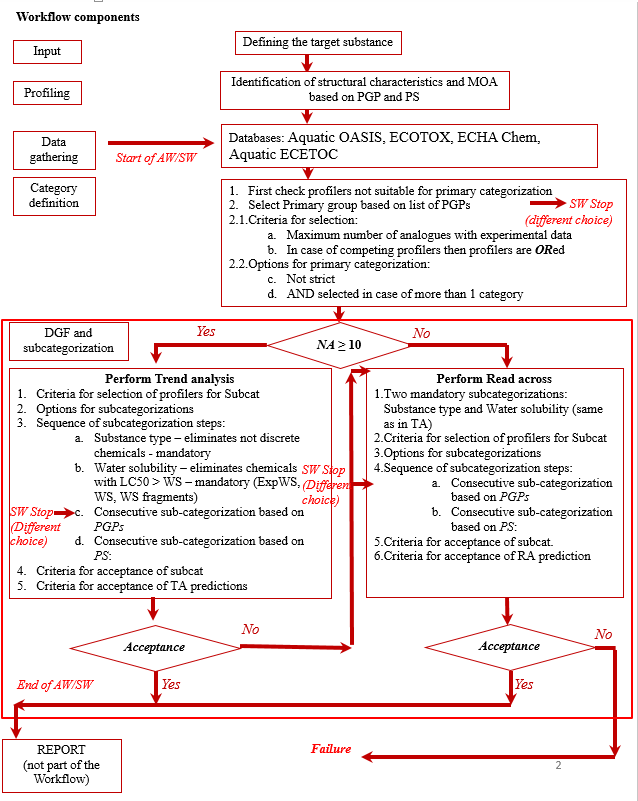 Workflow components
Input
Defining the target substance
Profiling
Identification of structural characteristics and MOA
based on PGP and PS
Data
gathering
Start of AW/SW
Databases: Aquatic OASIS, ECOTOX, ECHA Chem,
Aquatic ECETOC
Category
definition
1. First check profilers not suitable for primary categorization
2. Select Primary group based on list of PGPs
2.1.Criteria for selection:
a. Maximum number of analogues with experimental data
b. In case of competing profilers then profilers are ORed
2.2.Options for primary categorization:
c. Not strict
d. AND selected in case of more than 1 category
SW Stop
(different choice)
DGF and
subcategorization
Yes
NA ≥ 10
No
Perform Trend analysis
1. Criteria for selection of profilers for Subcat
2. Options for subcategorizations
3. Sequence of subcategorization steps:
a. Substance type – eliminates not discrete
chemicals - mandatory
b. Water solubility – eliminates chemicals
with LC50 > WS – mandatory (ExpWS,
WS, WS fragments)
c. Consecutive sub-categorization based on
PGPs
d. Consecutive sub-categorization based on
PS:
4. Criteria for acceptance of subcat
5. Criteria for acceptance of TA predictions
SW Stop
(Different
choice)
SW Stop
(Different
choice)
Perform Read across
1.Two mandatory subcategorizations:
Substance type and Water solubility (same
as in TA)
2.Criteria for selection of profilers for Subcat
3.Options for subcategorizations
4.Sequence of subcategorization steps:
a. Consecutive sub-categorization
based on PGPs
b. Consecutive sub-categorization
based on PS:
5.Criteria for acceptance of subcat.
6.Criteria for acceptance of RA prediction
Acceptance
No
Yes
Acceptance
No
Yes
End of AW/SW
REPORT
(not part of the
Workflow)
Failure
2